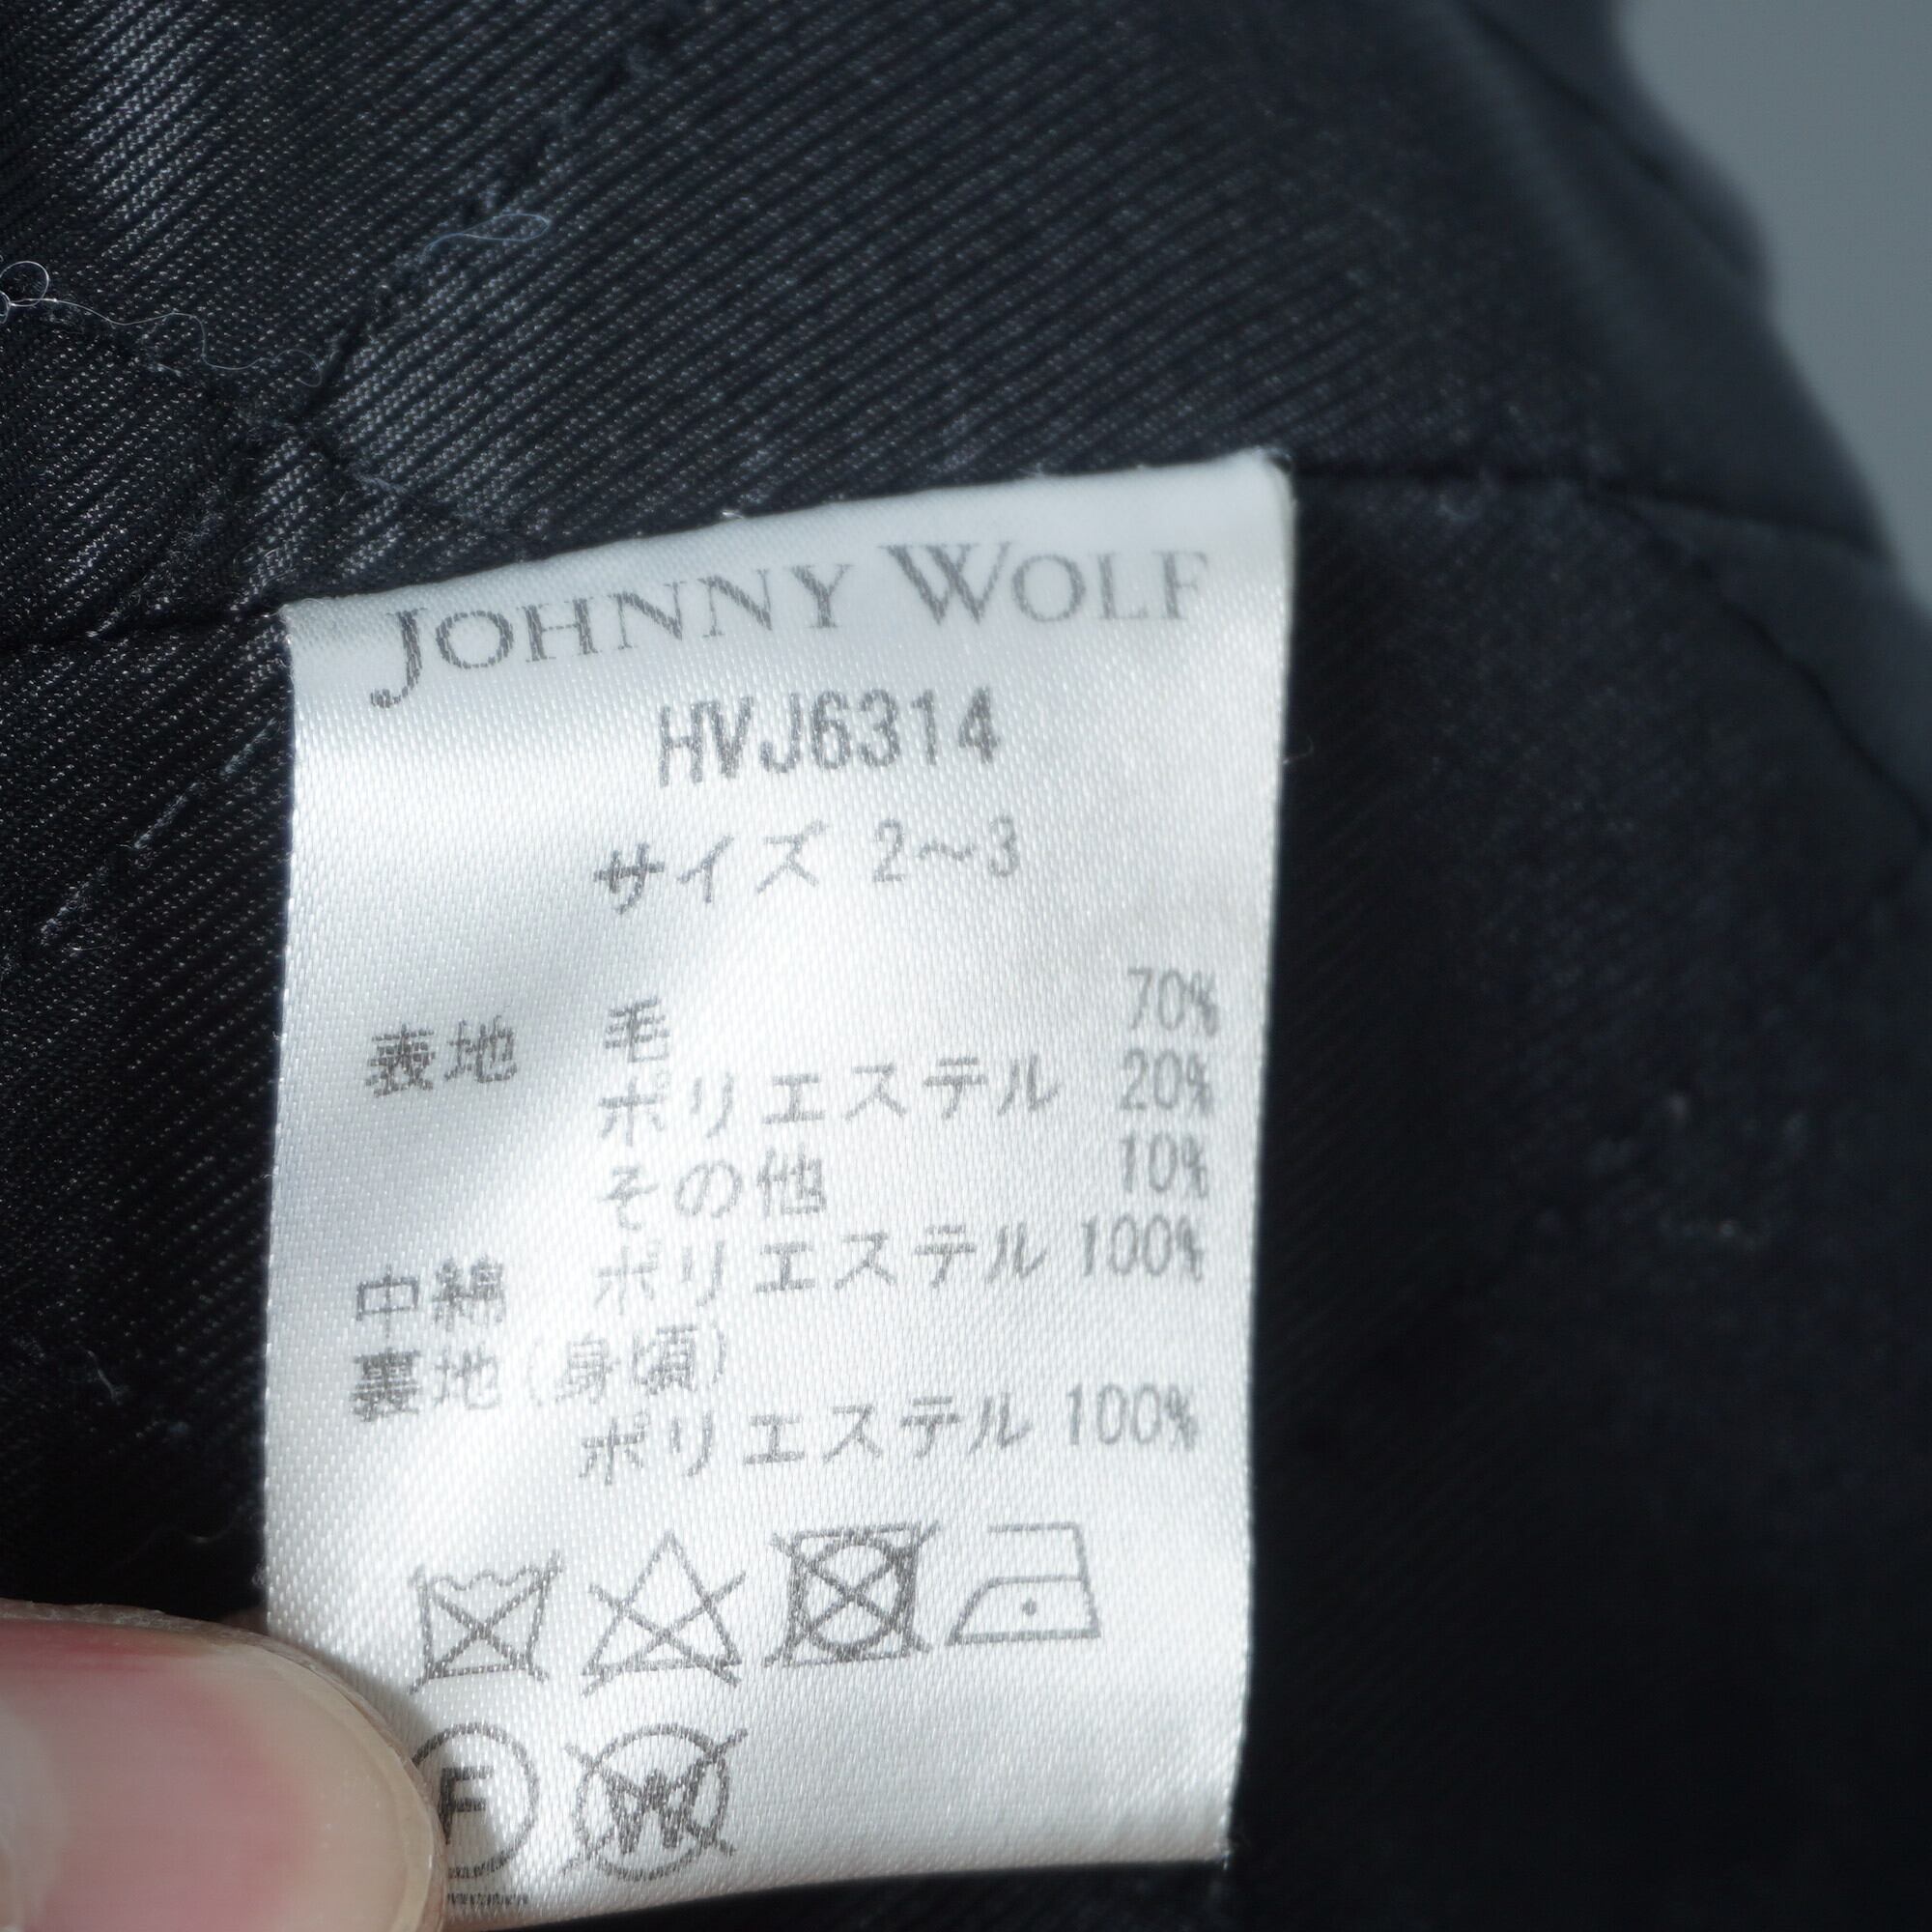 JOHNNY WOLF
HVJ6314
サイズ 2～3
表地 毛 70%
ポリエステル 20%
その他 10%
中綿 ポリエステル 100%
裏地(身頃)
ポリエステル 100%
F
W